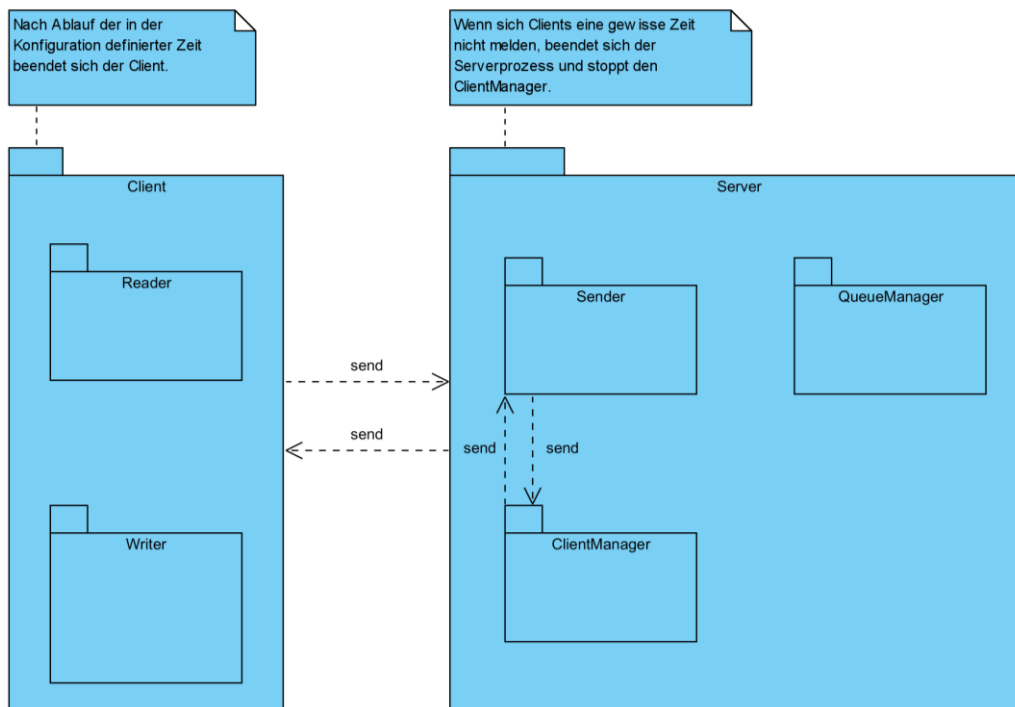 Nach Ablauf der in der
Konfiguration definierter Zeit
beendet sich der Client.
Wenn sich Clients eine gewisse Zeit
nicht melden, beendet sich der
Serverprozess und stoppt den
ClientManager.
Client
Server
Reader
Sender
QueueManager
send
send
send
send
Writer
ClientManager